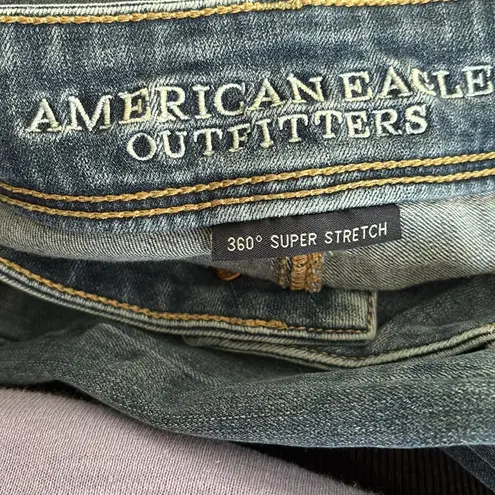 AMERICAN EAGLE
OUTFITTERS
360° SUPER STRETCH